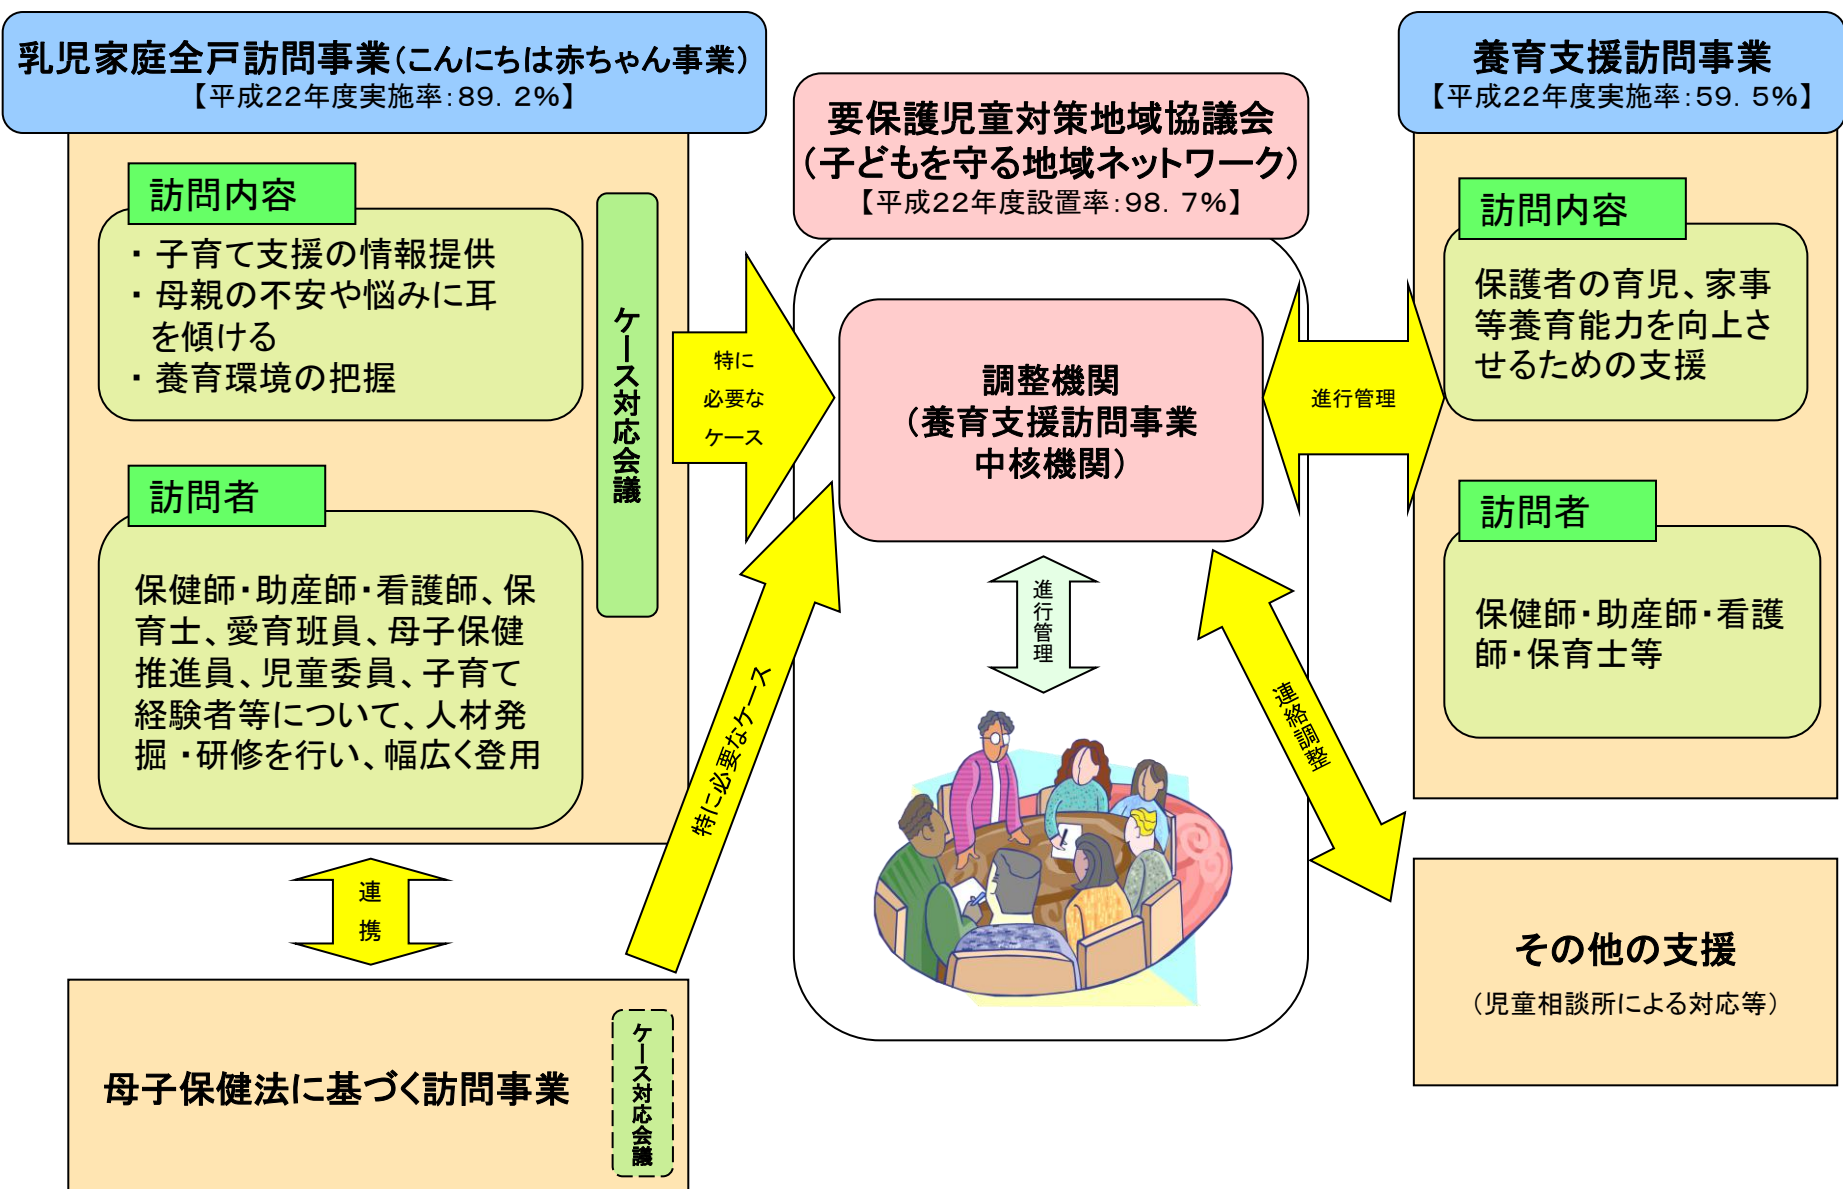 乳児家庭全戸訪問事業(こんにちは赤ちゃん事業)
【平成22年度実施率:89.2%】
訪問内容
・ 子育て支援の情報提供
・ 母親の不安や悩みに耳
を傾ける
・ 養育環境の把握
訪問者
保健師・助産師・看護師、保
育士、愛育班員、母子保健
推進員、児童委員、子育て
経験者等について、人材発
掘・研修を行い、幅広く登用
ケース対応会議
特に
必要な
ケース
連
携
母子保健法に基づく訪問事業
ケース対応会議
特に必要なケース
要保護児童対策地域協議会
(子どもを守る地域ネットワーク)
【平成22年度設置率:98.7%】
調整機関
(養育支援訪問事業
中核機関)
進行管理
進行管理
連絡調整
養育支援訪問事業
【平成22年度実施率:59.5%】
訪問内容
保護者の育児、家事
等養育能力を向上さ
せるための支援
訪問者
保健師・助産師・看護
師・保育士等
その他の支援
(児童相談所による対応等)